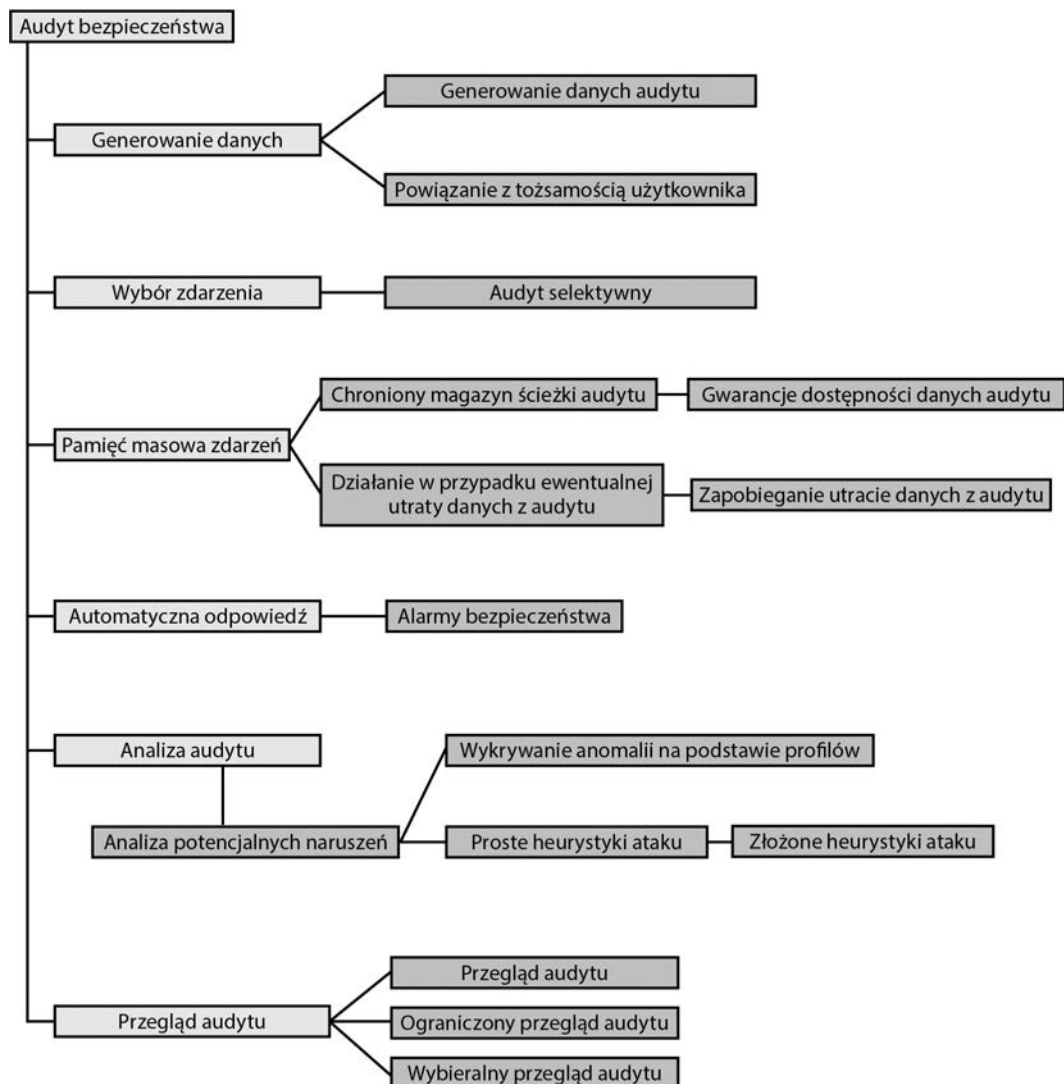 Audyt bezpieczeństwa
Generowanie danych audytu
Generowanie danych
Powiązanie z tożsamością użytkownika
Wybór zdarzenia
Audyt selektywny
Chroniony magazyn ścieżki audytu
Gwarancje dostępności danych audytu
Pamięć masowa zdarzeń
Działanie w przypadku ewentualnej
utraty danych z audytu
Zapobieganie utracie danych z audytu
Automatyczna odpowiedź
Alarmy bezpieczeństwa
Analiza audytu
Wykrywanie anomalii na podstawie profilów
Analiza potencjalnych naruszeń
Proste heurystyki ataku
Złożone heurystyki ataku
Przegląd audytu
Przegląd audytu
Ograniczony przegląd audytu
Wybieralny przegląd audytu